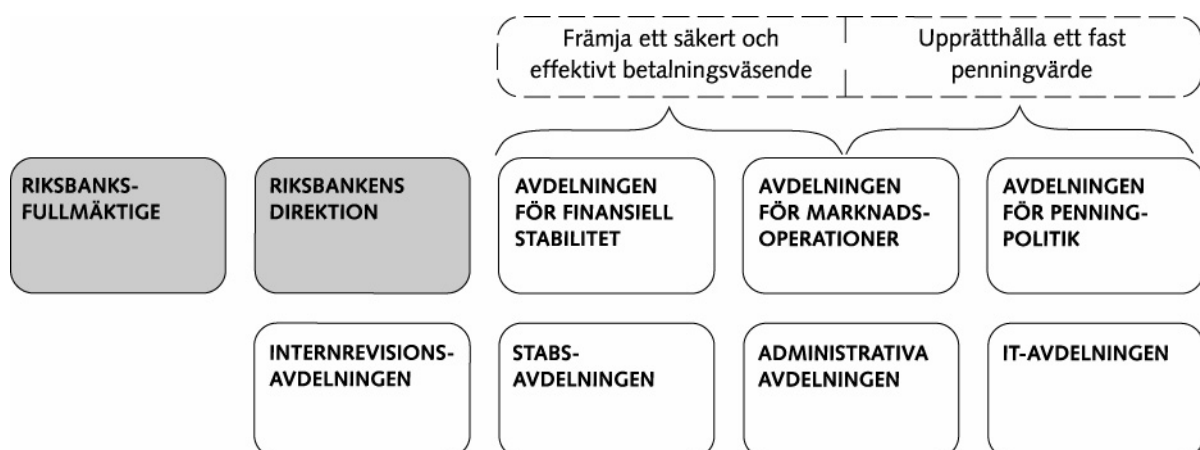 Främja ett säkert och
effektivt betalningsväsende
Upprätthålla ett fast
penningvärde
RIKSBANKS-
FULLMÄKTIGE
RIKSBANKENS
DIREKTION
AVDELNINGEN
FÖR FINANSIELL
STABILITET
AVDELNINGEN
FÖR MARKNADS-
OPERATIONER
AVDELNINGEN
FÖR PENNING-
POLITIK
INTERNREVISIONS-
AVDELNINGEN
STABS-
AVDELNINGEN
ADMINISTRATIVA
AVDELNINGEN
IT-AVDELNINGEN